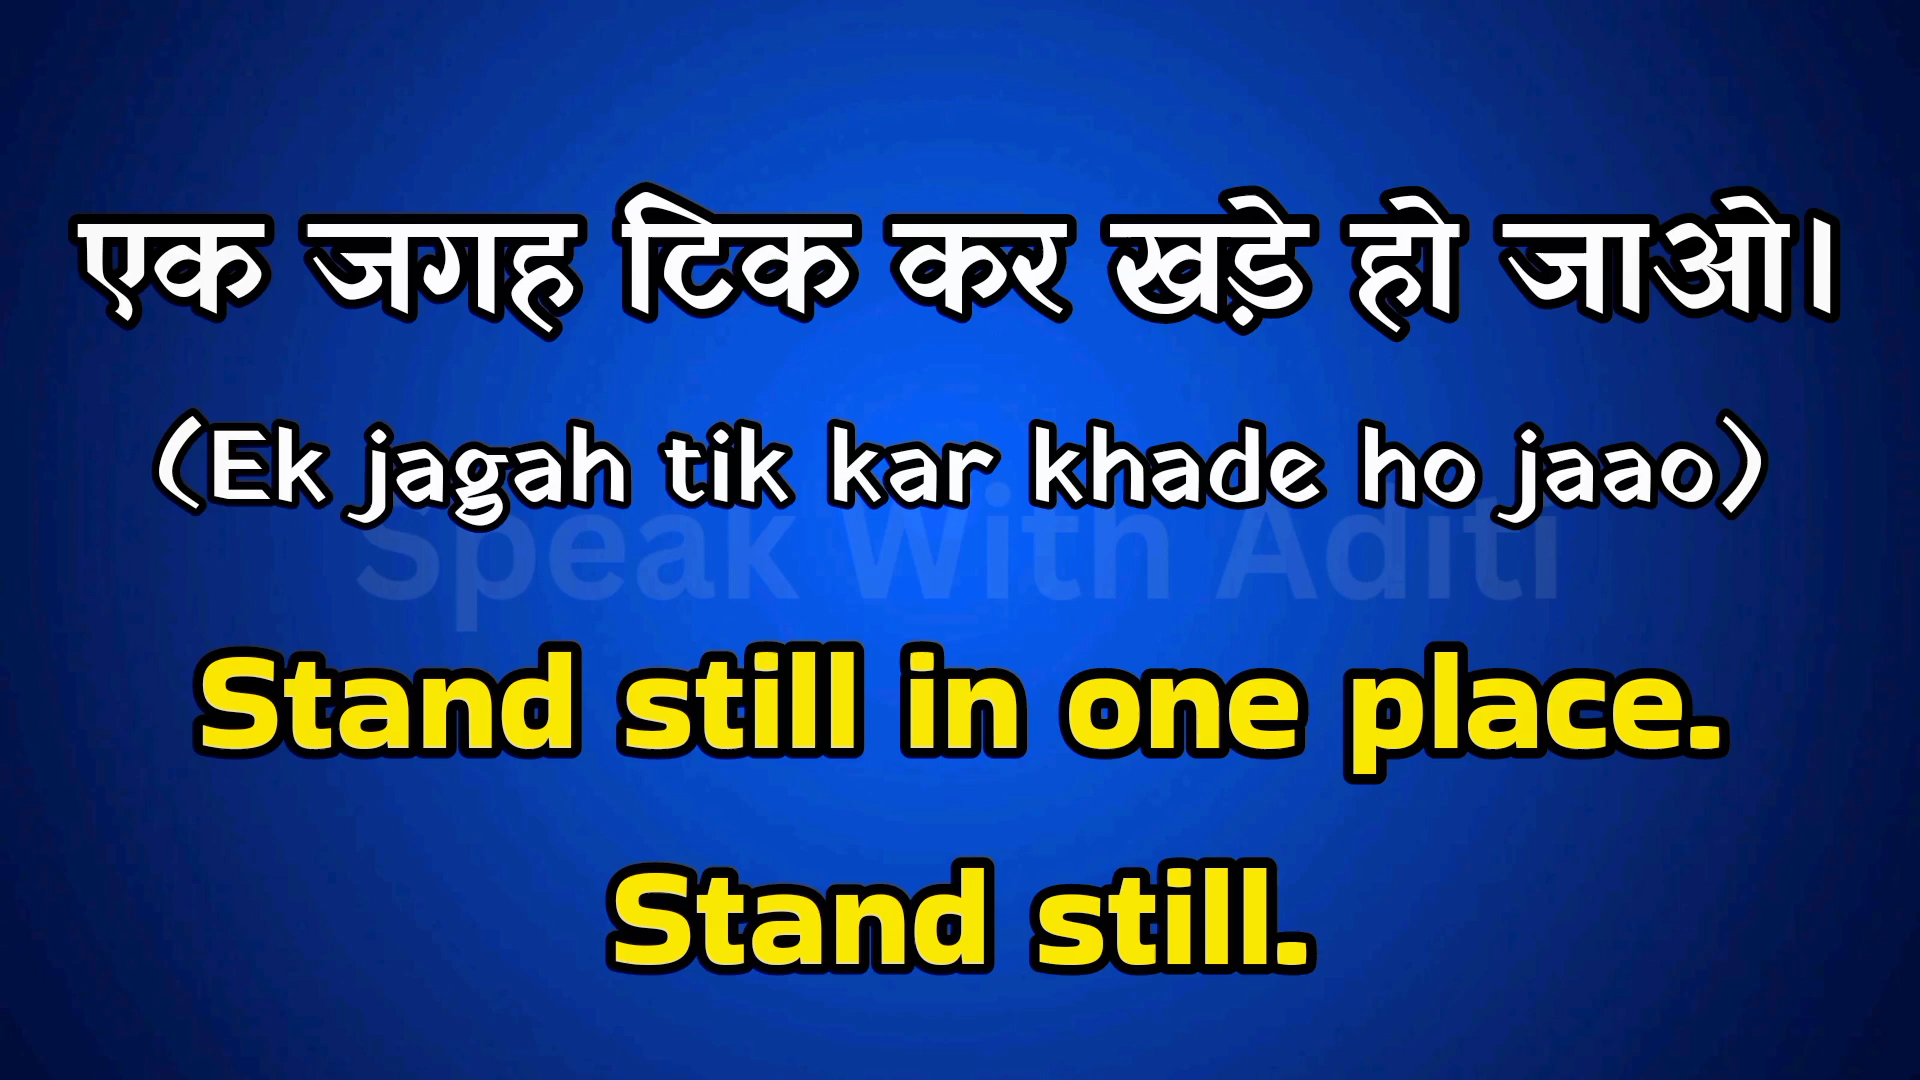 एक जगह टिक कर खड़े हो जाओ।
(Ek jagah tik kar khade ho jaao)
Speak With Aditi
Stand still in one place.
Stand still.